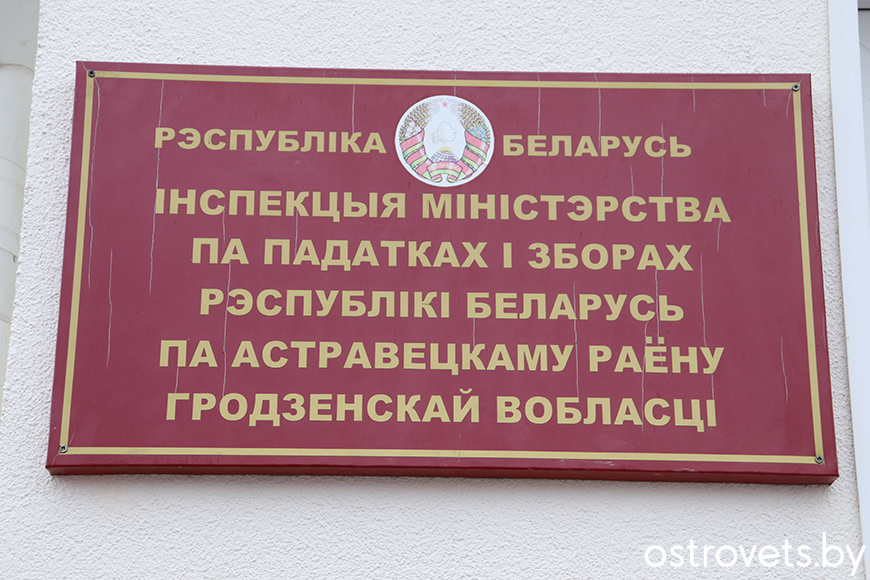 РЭСПУБЛІКА БЕЛАРУСЬ
ІНСПЕКЦЫЯ МІНІСТЭРСТВА
ПА ПАДАТКАХ І ЗБОРАХ
РЭСПУБЛІКІ БЕЛАРУСЬ
ПА АСТРАВЕЦКАМУ РАЁНУ
ГРОДЗЕНСКАЙ ВОБЛАСЦІ
ostrovets.by